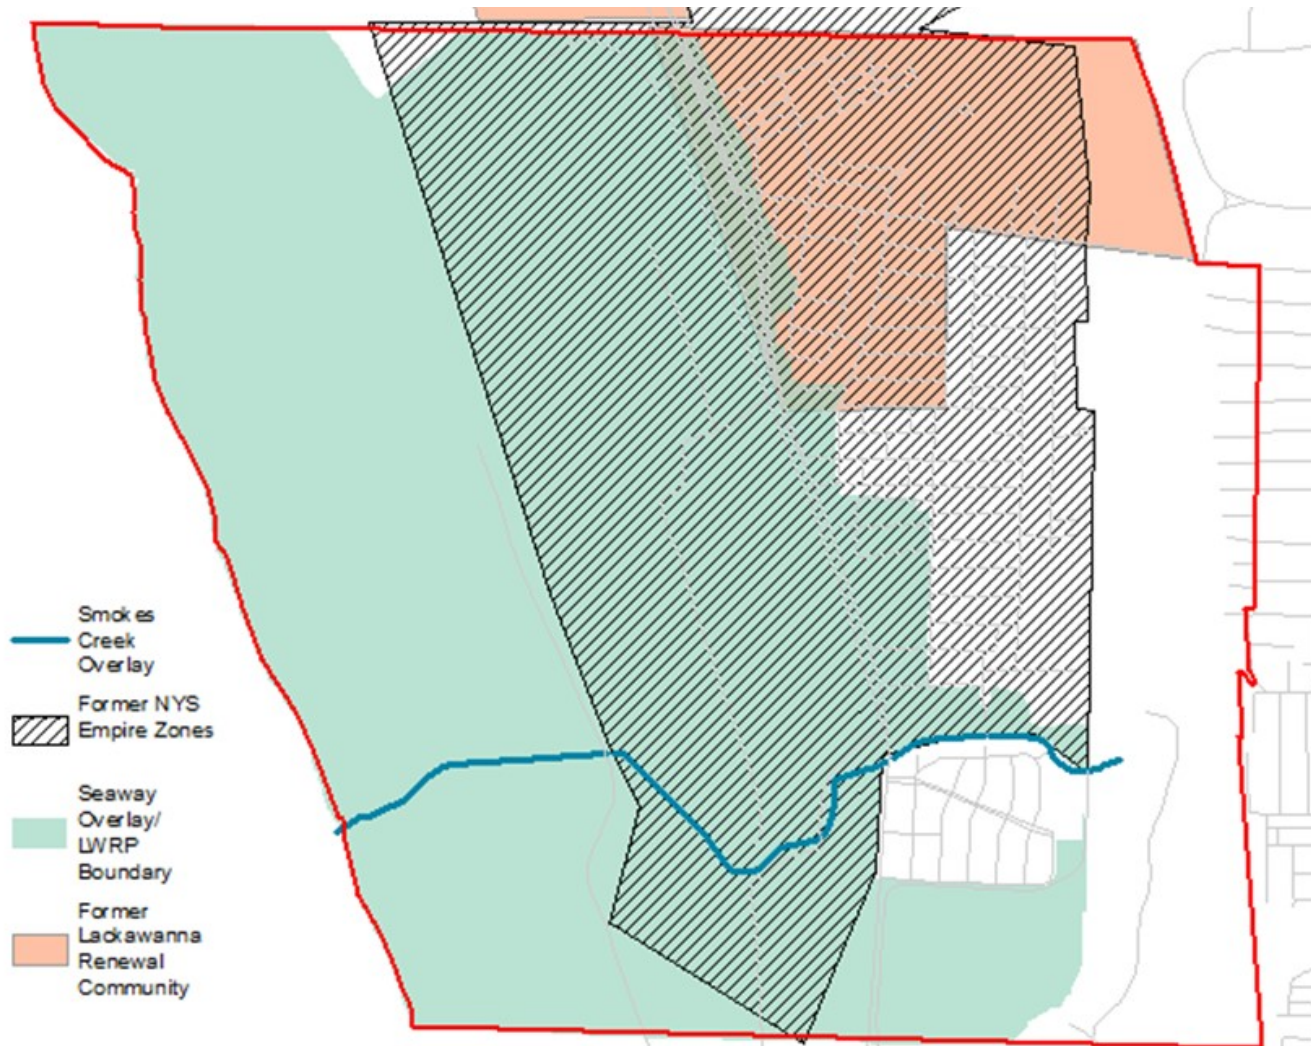 Smokes
Creek
Overlay
Former NYS
Empire Zones
Seaway
Overlay/
LWRP
Boundary
Former
Lackawanna
Renewal
Community